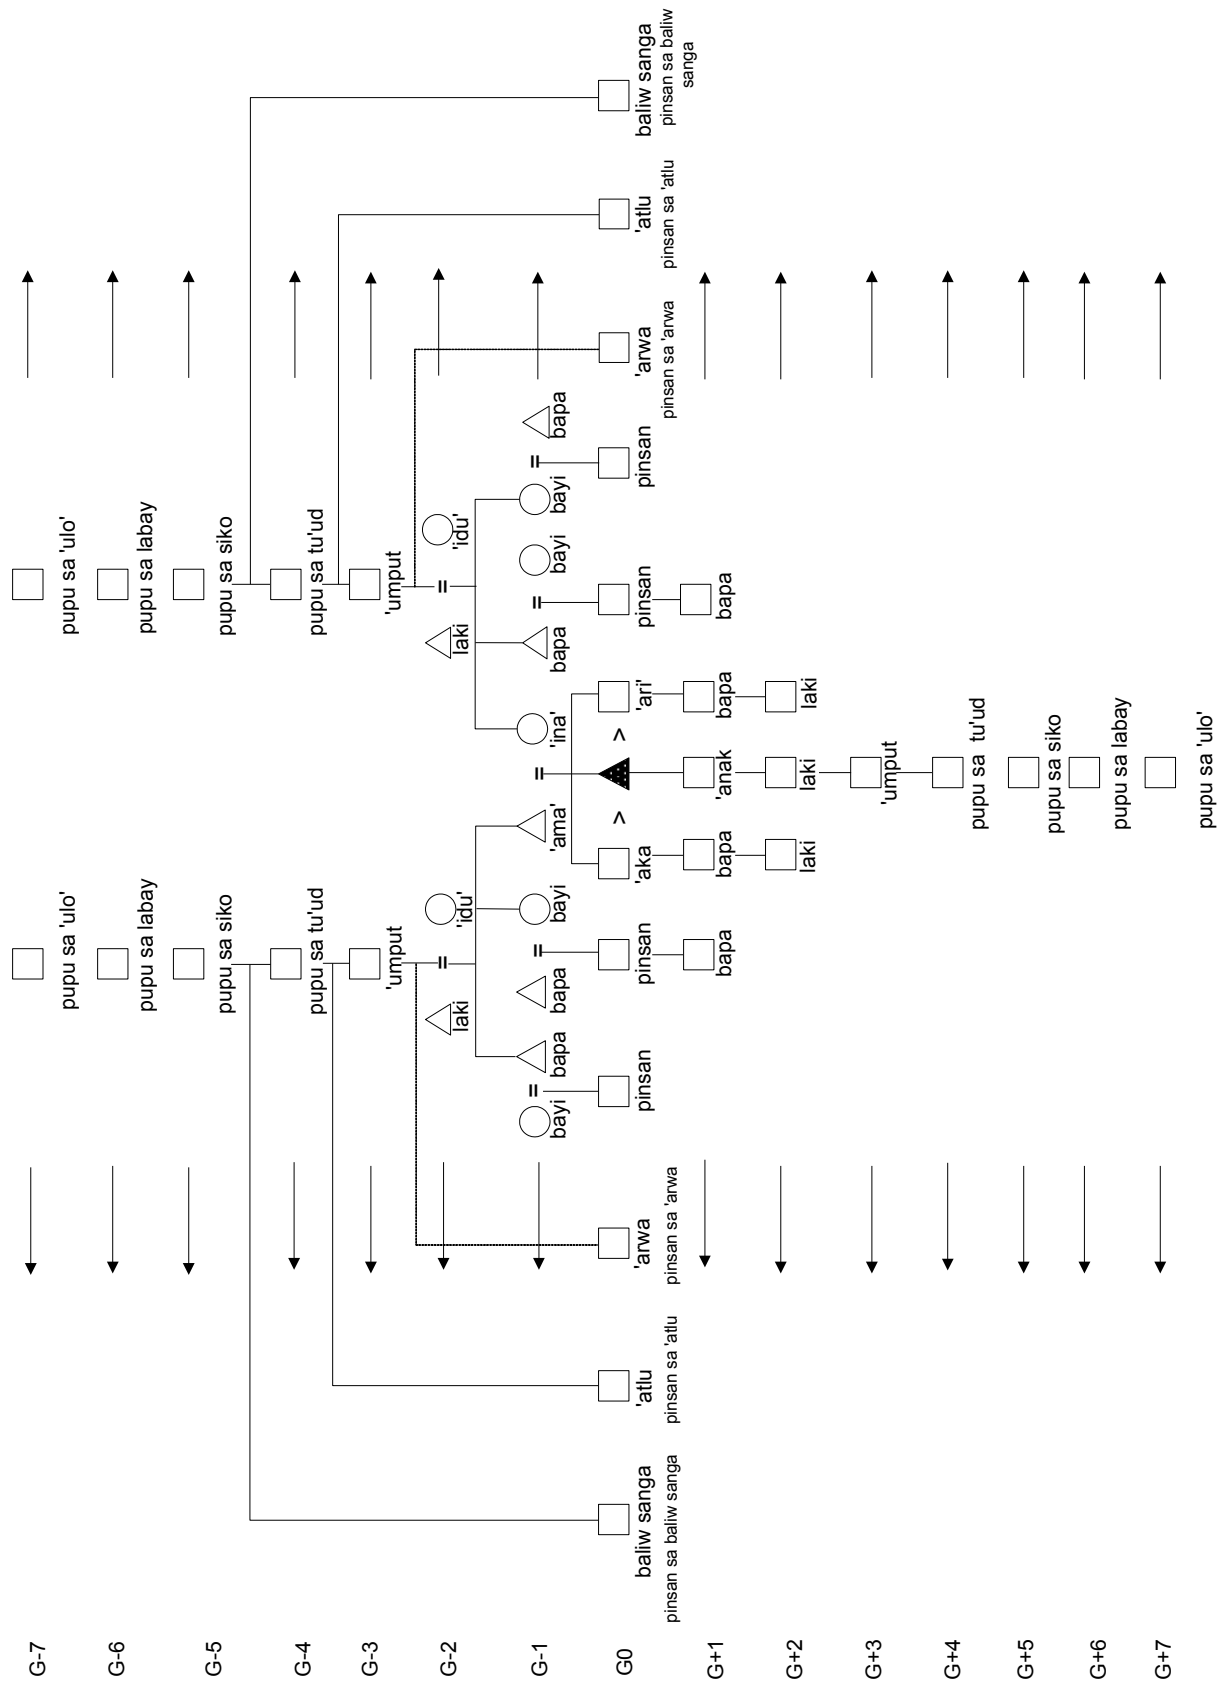 G-7
pupu sa 'ulo'
pupu sa 'ulo'
G-6
pupu sa labay
pupu sa labay
G-5
pupu sa siko
pupu sa siko
G-4
pupu sa tu'ud
pupu sa tu'ud
G-3
'umput
'umput
G-2
laki
=
'idu'
laki
=
'idu'
G-1
bayi
=
bapa
bapa
=
bayi
'ama'
=
'ina'
bapa
=
bayi
bayi
=
bapa
G0
baliw sanga
pinsan sa baliw sanga
'atlu
pinsan sa 'atlu
'arwa
pinsan sa 'arwa
pinsan
pinsan
'aka
>
>
'ari'
pinsan
pinsan
'arwa
pinsan sa 'arwa
'atlu
pinsan sa 'atlu
baliw sanga
pinsan sa baliw
sanga
G+1
bapa
bapa
'anak
bapa
bapa
G+2
laki
laki
laki
G+3
'umput
G+4
pupu sa tu'ud
G+5
pupu sa siko
G+6
pupu sa labay
G+7
pupu sa 'ulo'